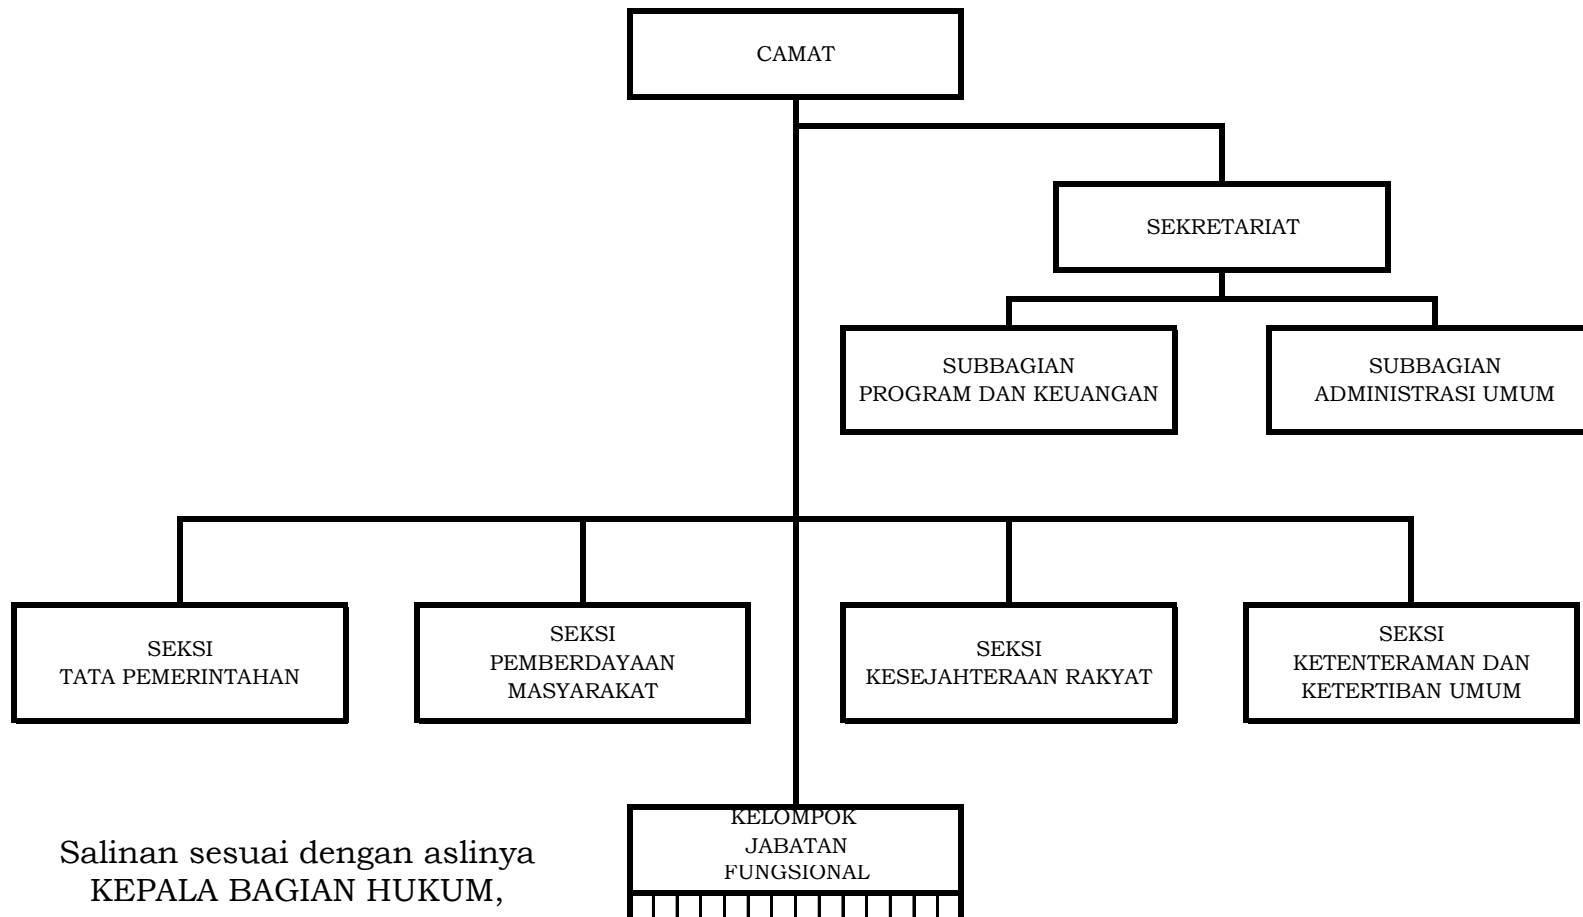 CAMAT
SEKRETARIAT
SUBBAGIAN
PROGRAM DAN KEUANGAN
SUBBAGIAN
ADMINISTRASI UMUM
SEKSI
TATA PEMERINTAHAN
SEKSI
PEMBERDAYAAN
MASYARAKAT
SEKSI
KESEJAHTERAAN RAKYAT
SEKSI
KETENTERAMAN DAN
KETERTIBAN UMUM
KELOMPOK
JABATAN
FUNGSIONAL
Salinan sesuai dengan aslinya
KEPALA BAGIAN HUKUM,